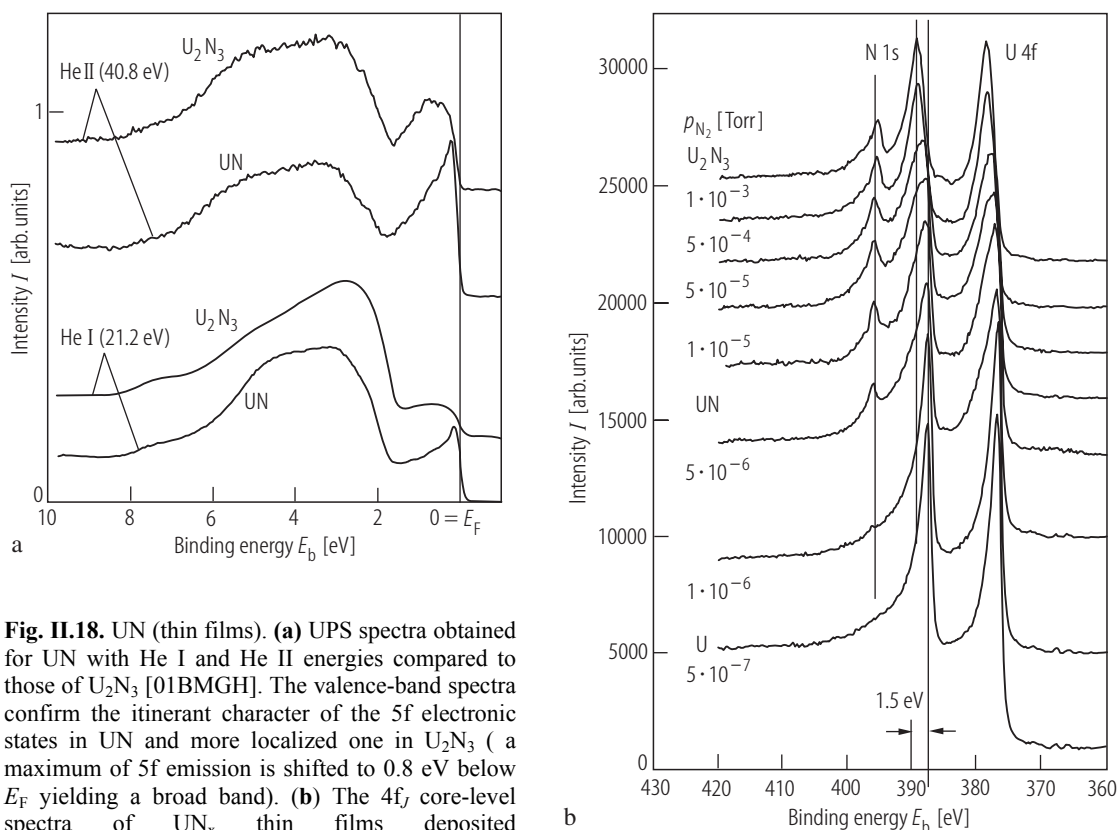 U₂N₃
He II (40.8 eV)
1
UN
U₂N₃
He I (21.2 eV)
UN
Intensity I [arb. units]
0
10 8 6 4 2 0 = E_F
Binding energy E_b [eV]
a
Fig. II.18. UN (thin films). (a) UPS spectra obtained
for UN with He I and He II energies compared to
those of U₂N₃ [01BMGH]. The valence-band spectra
confirm the itinerant character of the 5f electronic
states in UN and more localized one in U₂N₃ ( a
maximum of 5f emission is shifted to 0.8 eV below
E_F yielding a broad band). (b) The 4f_J core-level
spectra of UN_x thin films deposited
N 1s U 4f
30000
p_N₂ [Torr]
U₂N₃
25000
1·10⁻³
5·10⁻⁴
5·10⁻⁵
20000
1·10⁻⁵
UN
15000
5·10⁻⁶
10000
1·10⁻⁶
U
5000
5·10⁻⁷
1.5 eV
0
Intensity I [arb. units]
430 420 410 400 390 380 370 360
Binding energy E_b [eV]
b